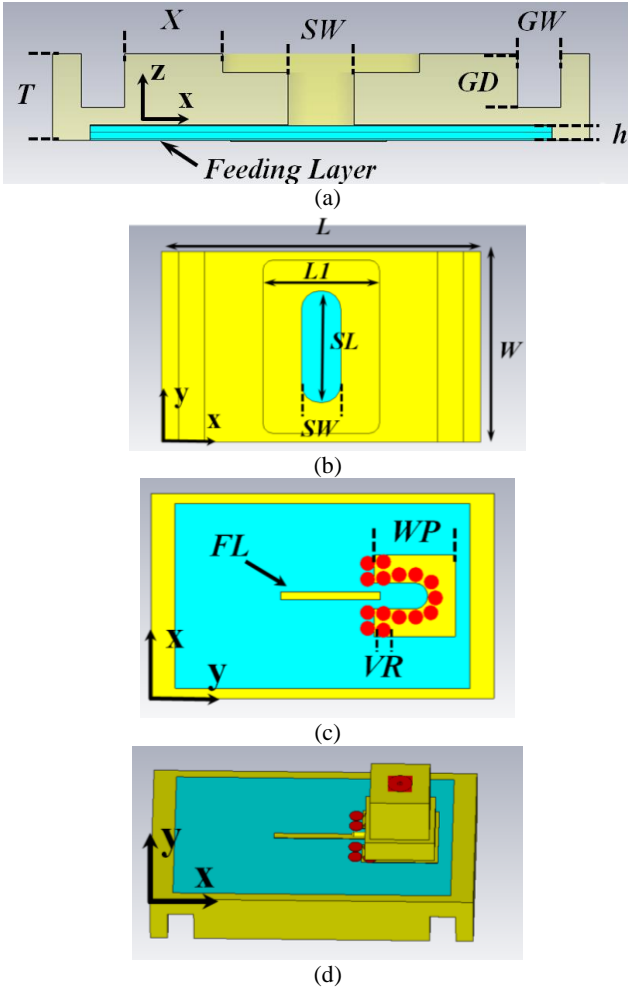 X SW GW
T z GD
x
h
Feeding Layer
(a)
L
L1
SL
W
y
x
SW
(b)
WP
FL
x
y
VR
(c)
y
x
(d)